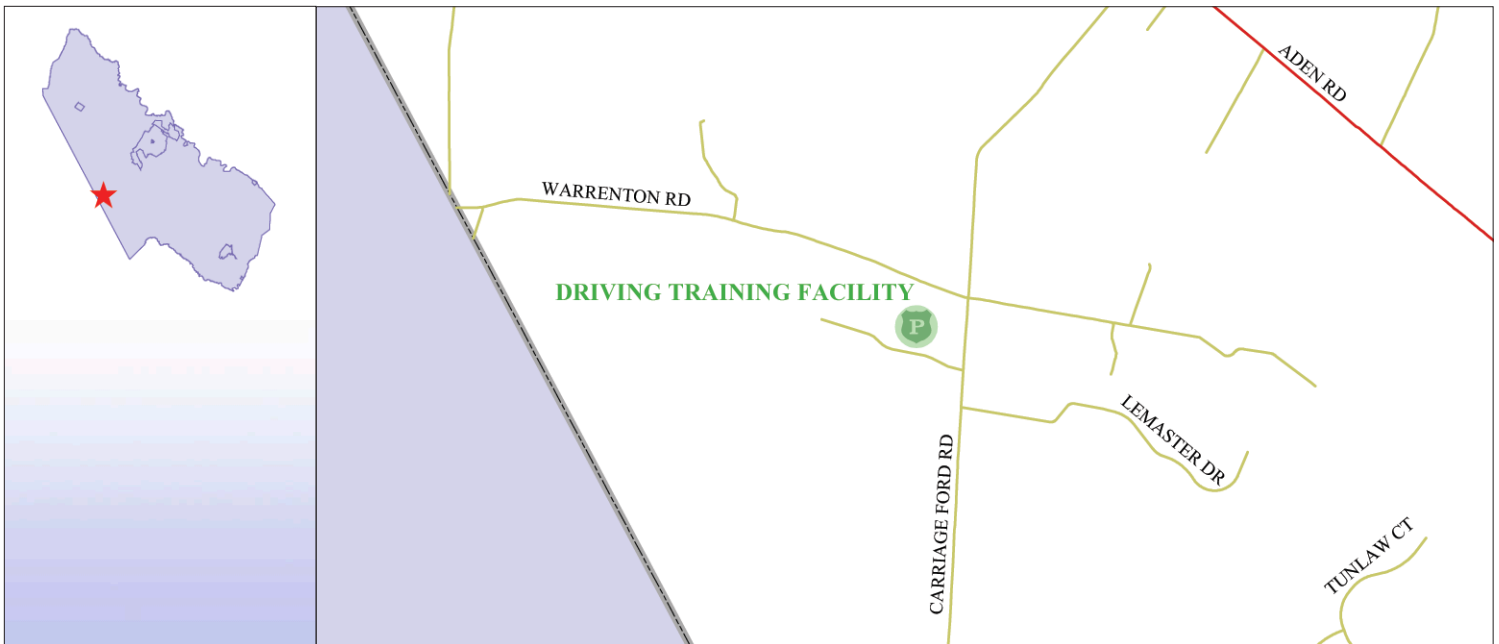 ADEN RD
WARRENTON RD
DRIVING TRAINING FACILITY
P
LEMASTER DR
CARRIAGE FORD RD
TUNLAW CT